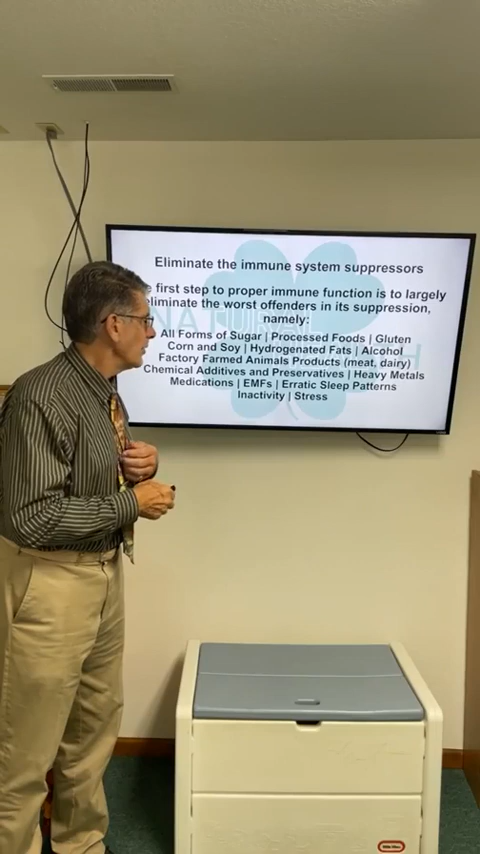 Eliminate the immune system suppressors
e first step to proper immune function is to largely
eliminate the worst offenders in its suppression,
namely:
All Forms of Sugar | Processed Foods | Gluten
Corn and Soy | Hydrogenated Fats | Alcohol
Factory Farmed Animals Products (meat, dairy)
Chemical Additives and Preservatives | Heavy Metals
Medications | EMFs | Erratic Sleep Patterns
Inactivity | Stress
NATURAL